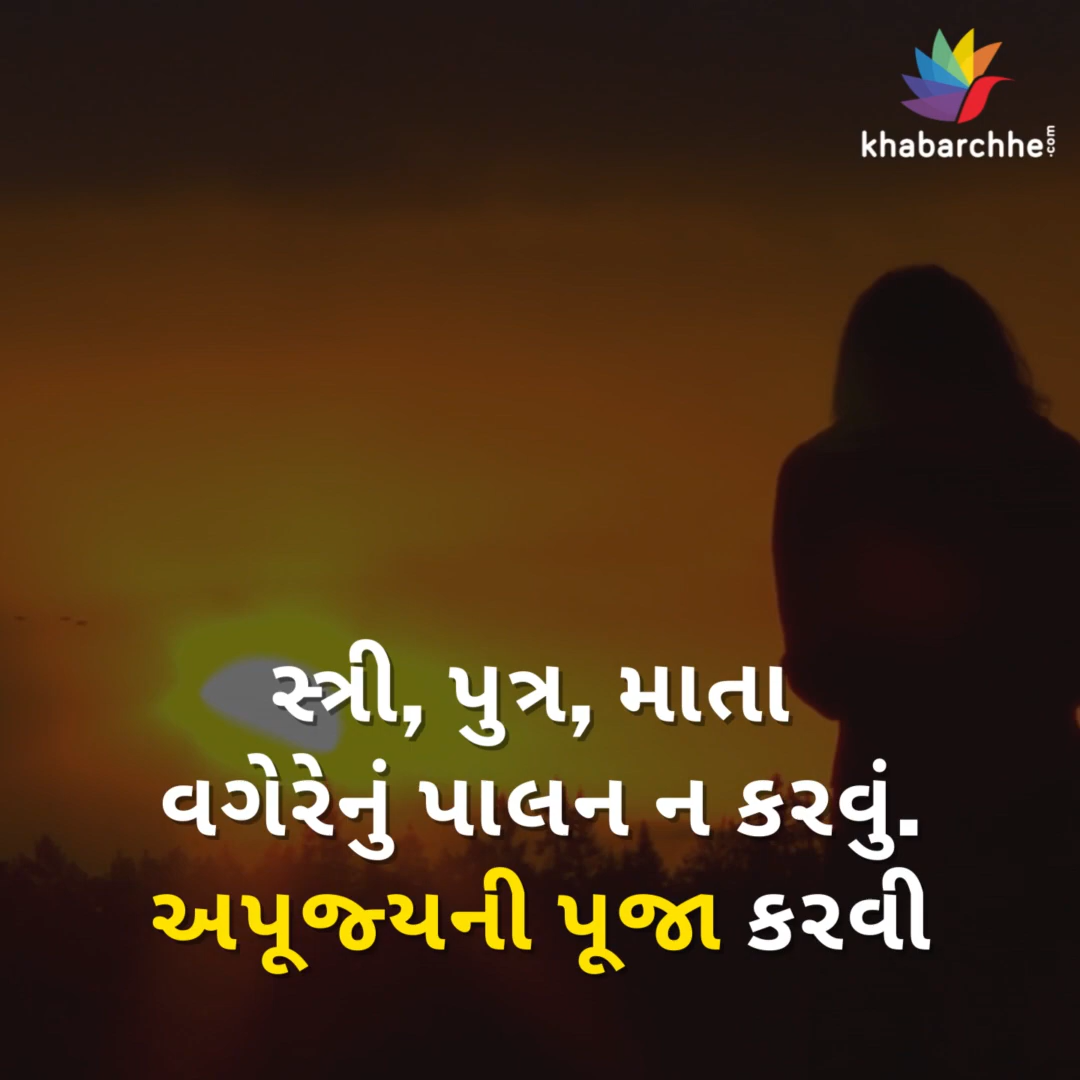 khabarchhe.com
સ્ત્રી, પુત્ર, માતા
વગેરેનું પાલન ન કરવું.
અપૂજ્યની પૂજા કરવી